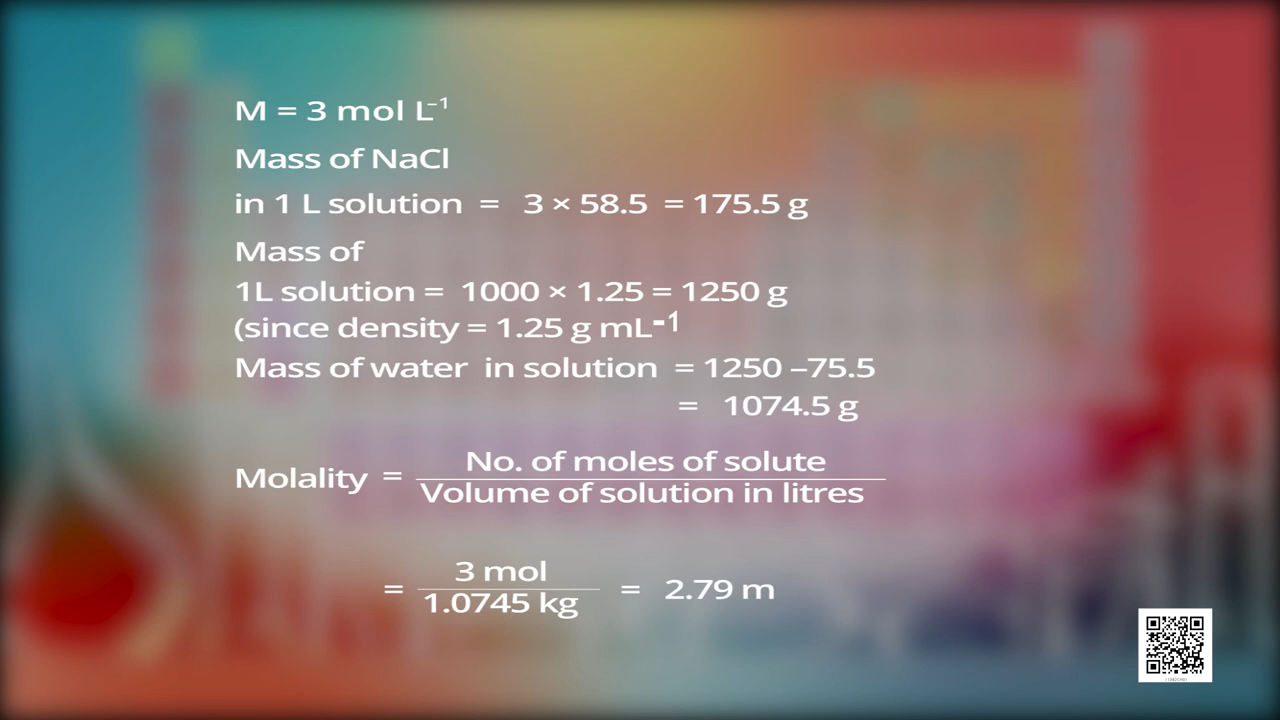 M = 3 mol L⁻¹
Mass of NaCl
in 1 L solution = 3 × 58.5 = 175.5 g
Mass of
1L solution = 1000 × 1.25 = 1250 g
(since density = 1.25 g mL⁻¹
Mass of water in solution = 1250 –75.5
= 1074.5 g
Molality = No. of moles of solute
Volume of solution in litres
= 3 mol
1.0745 kg = 2.79 m